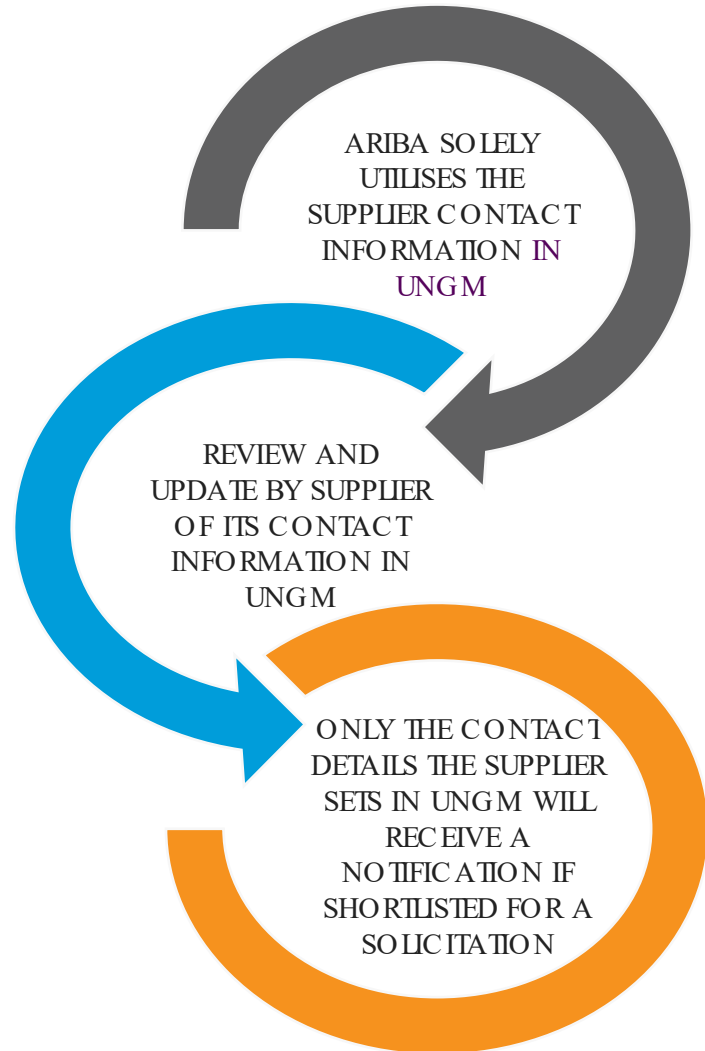 ARIBA SOLELY
UTILISES THE
SUPPLIER CONTACT
INFORMATION IN
UNGM
REVIEW AND
UPDATE BY SUPPLIER
OF ITS CONTACT
INFORMATION IN
UNGM
ONLY THE CONTACT
DETAILS THE SUPPLIER
SETS IN UNGM WILL
RECEIVE A
NOTIFICATION IF
SHORTLISTED FOR A
SOLICITATION